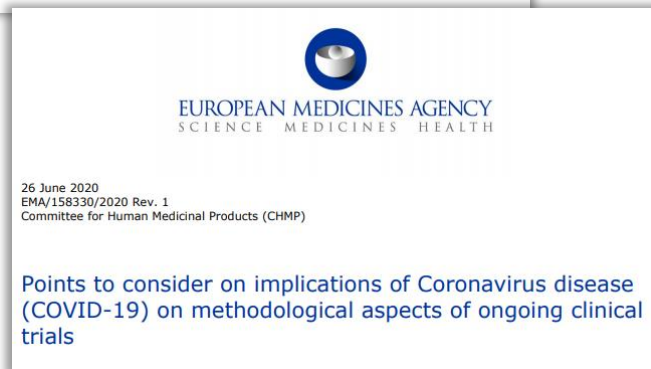 EUROPEAN MEDICINES AGENCY
SCIENCE MEDICINES HEALTH
26 June 2020
EMA/158330/2020 Rev. 1
Committee for Human Medicinal Products (CHMP)
Points to consider on implications of Coronavirus disease
(COVID-19) on methodological aspects of ongoing clinical
trials